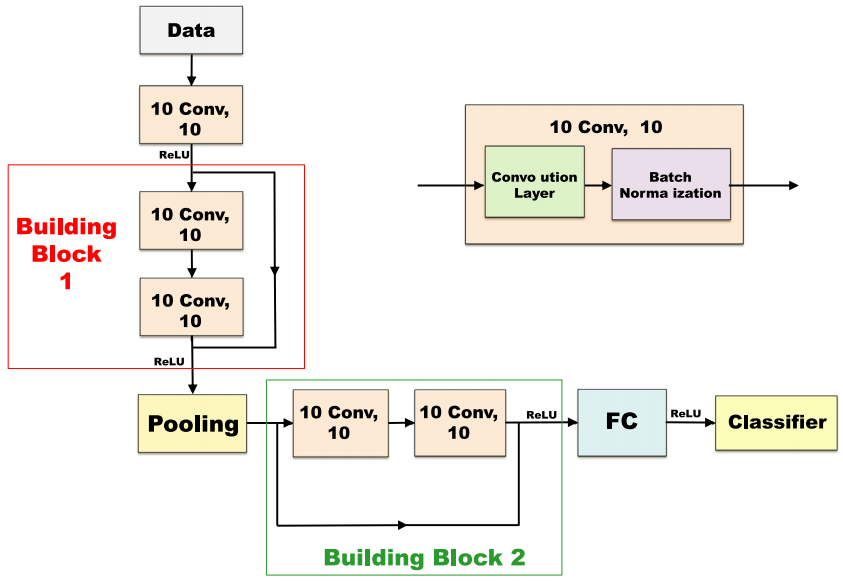 Data
10 Conv,
10
ReLU
Building
Block
1
10 Conv,
10
10 Conv,
10
ReLU
10 Conv, 10
Convo ution
Layer
Batch
Norma ization
Pooling
10 Conv,
10
10 Conv,
10
ReLU
FC
ReLU
Classifier
Building Block 2